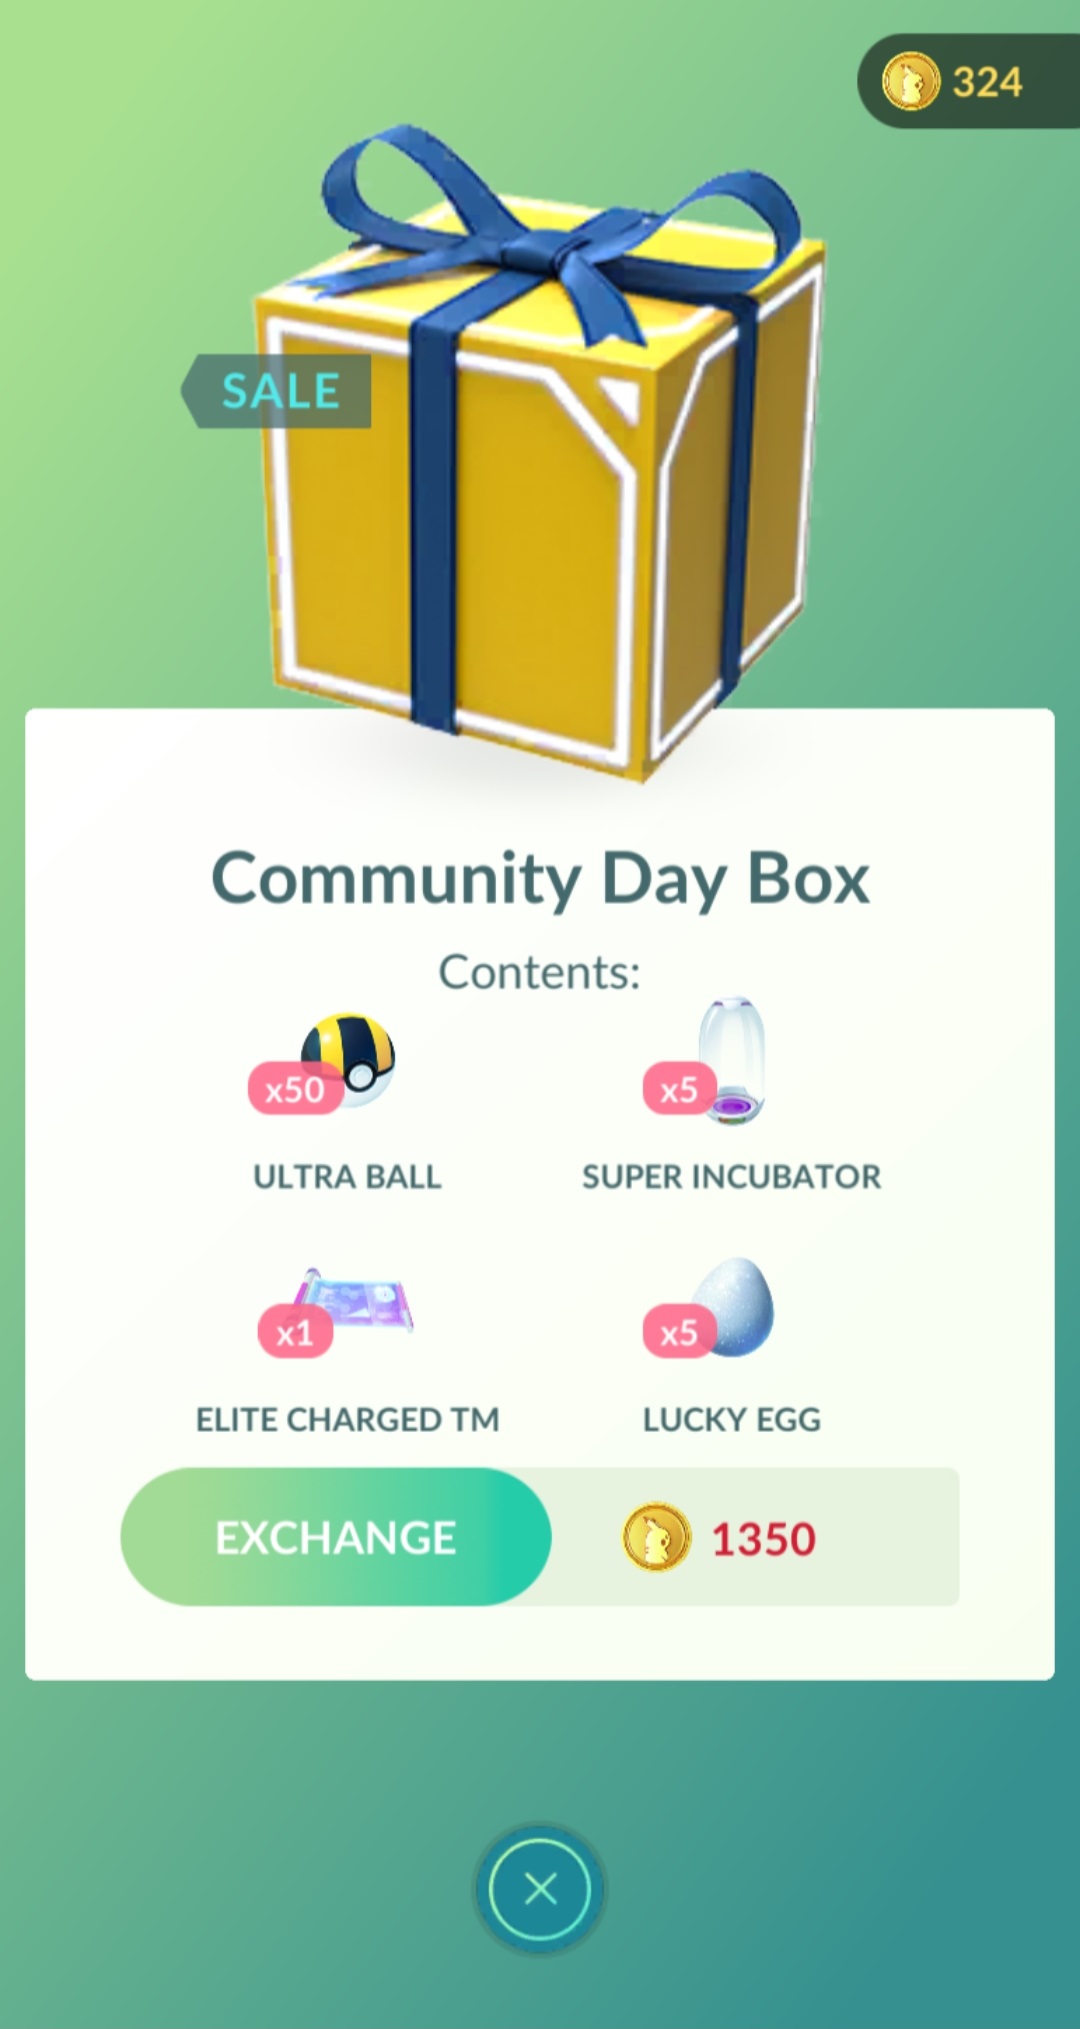 324
SALE
Community Day Box
Contents:
x50
x5
ULTRA BALL
SUPER INCUBATOR
x1
x5
ELITE CHARGED TM
LUCKY EGG
EXCHANGE
1350